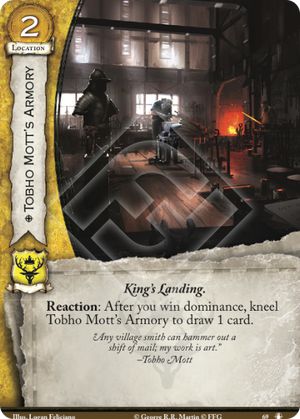 2
LOCATION
TOBHO MOTT'S ARMORY
King's Landing.
Reaction: After you win dominance, kneel
Tobho Mott's Armory to draw 1 card.
Any village smith can hammer out a
shift of mail; my work is art."
–Tobho Mott
Illus. Logan Feliciano
© George R.R. Martin © FFG
69